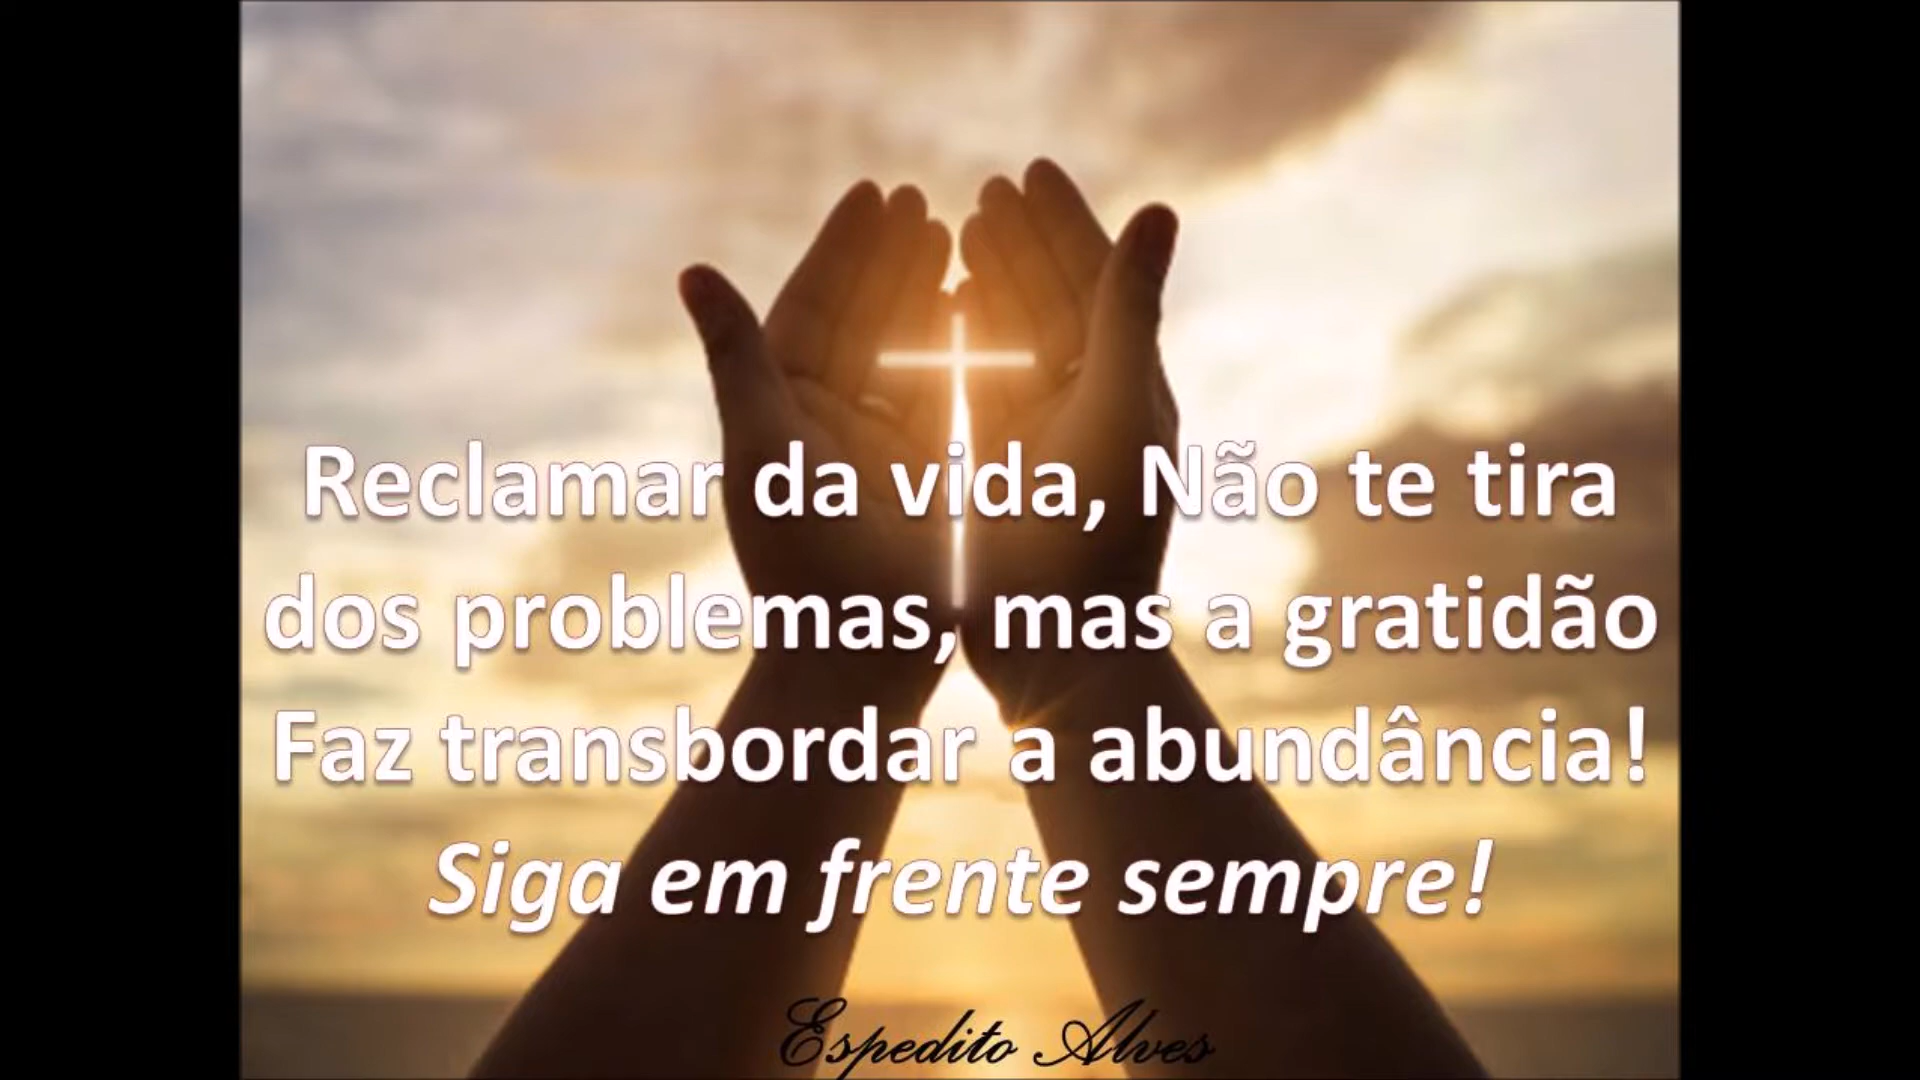 Reclamar da vida, Não te tira
dos problemas, mas a gratidão
Faz transbordar a abundância!
Siga em frente sempre!
Espedito Alves